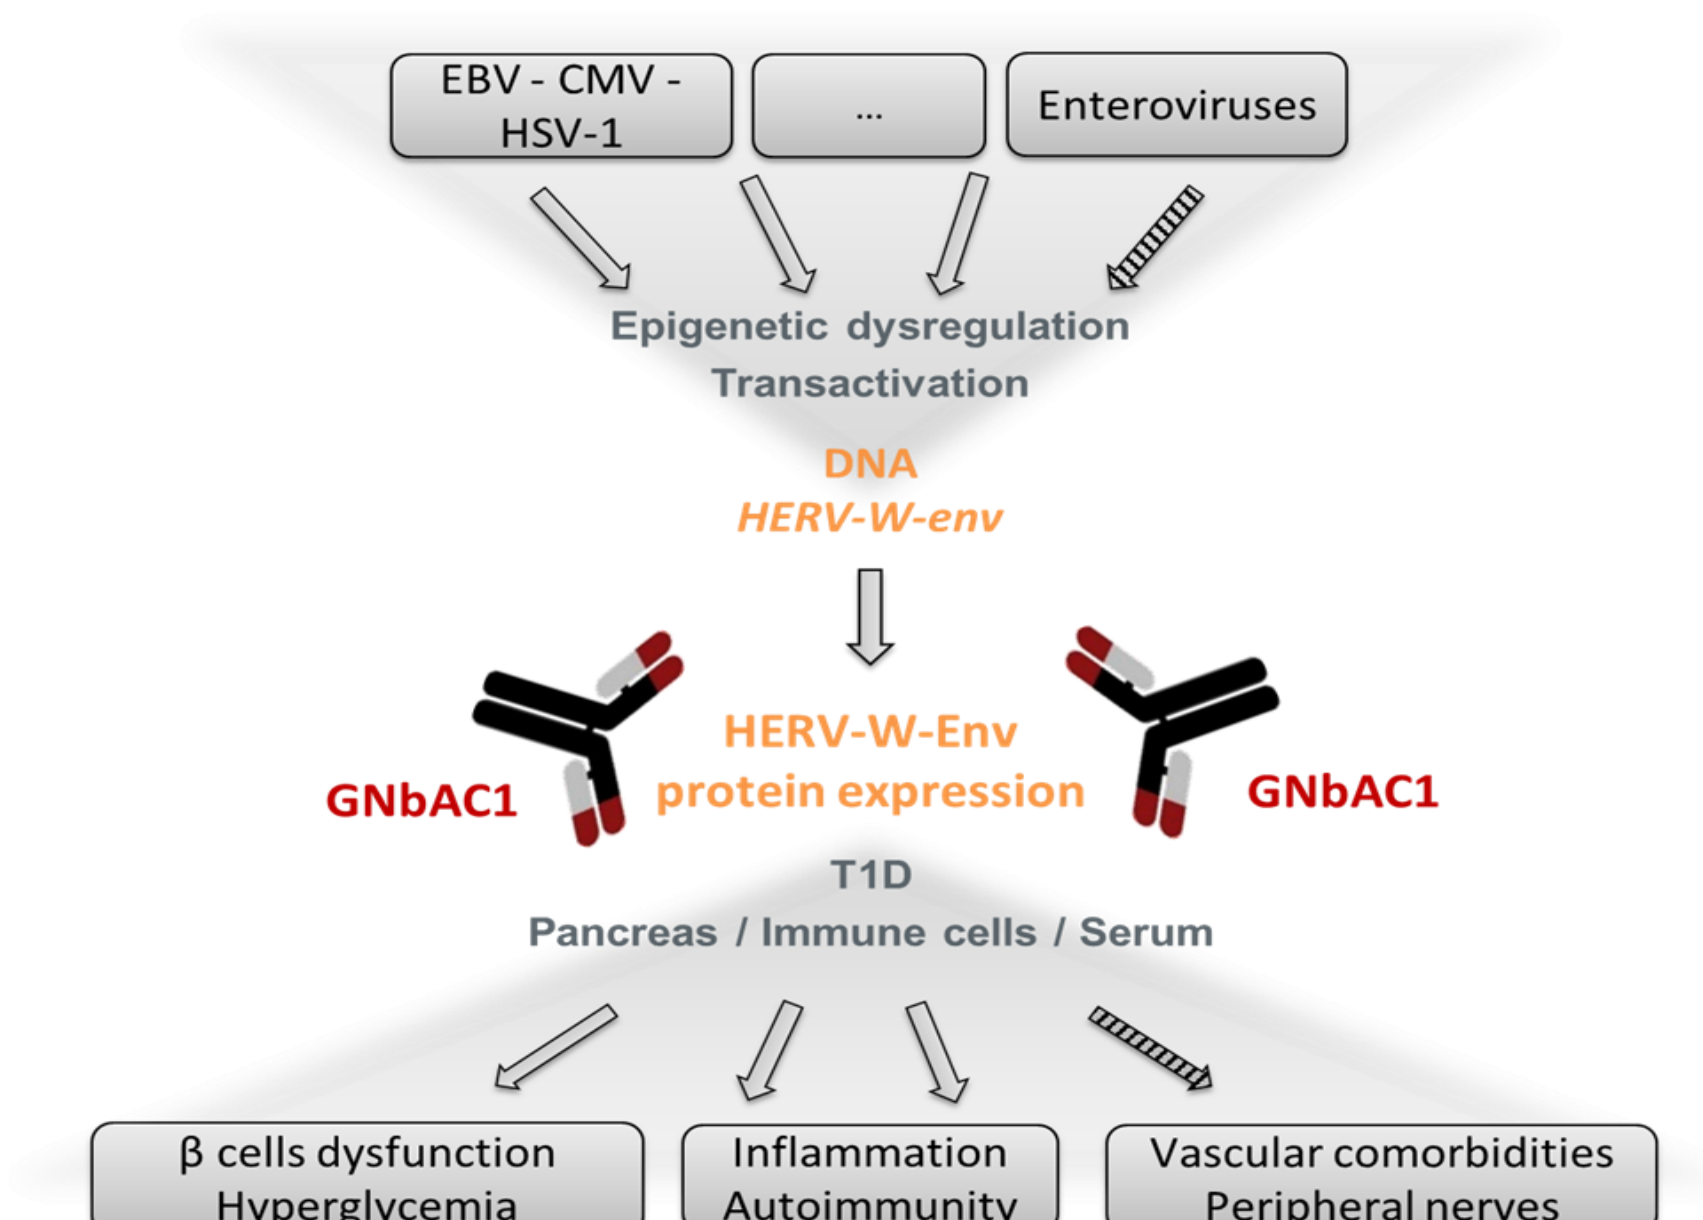 EBV - CMV -
HSV-1
...
Enteroviruses
Epigenetic dysregulation
Transactivation
DNA
HERV-W-env
HERV-W-Env
protein expression
GNbAC1
GNbAC1
T1D
Pancreas / Immune cells / Serum
β cells dysfunction
Hyperglycemia
Inflammation
Autoimmunity
Vascular comorbidities
Peripheral nerves